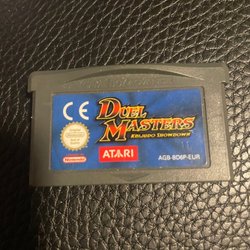 CE
DUEL
MASTERS
KAIJUDO SHOWDOWN
Nintendo
ATARI
AGB-BD6P-EUR